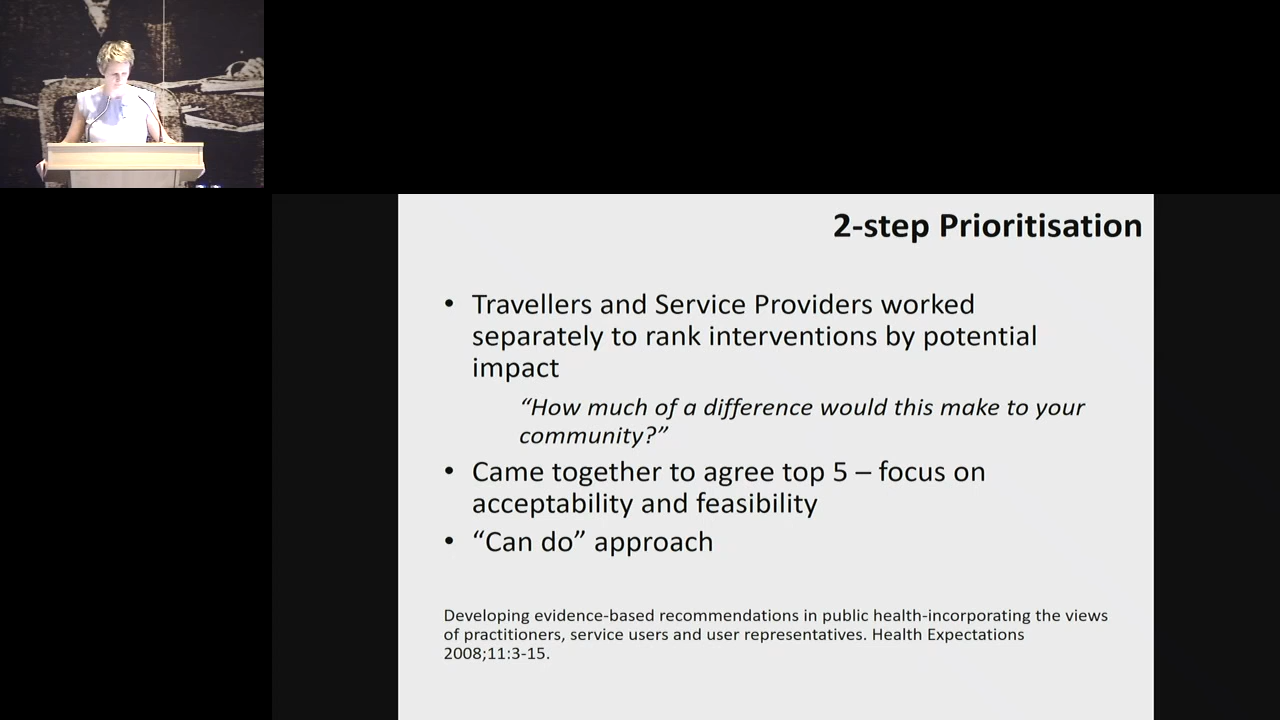 2-step Prioritisation
• Travellers and Service Providers worked
separately to rank interventions by potential
impact
“How much of a difference would this make to your
community?”
• Came together to agree top 5 – focus on
acceptability and feasibility
• “Can do” approach
Developing evidence-based recommendations in public health-incorporating the views
of practitioners, service users and user representatives. Health Expectations
2008;11:3-15.